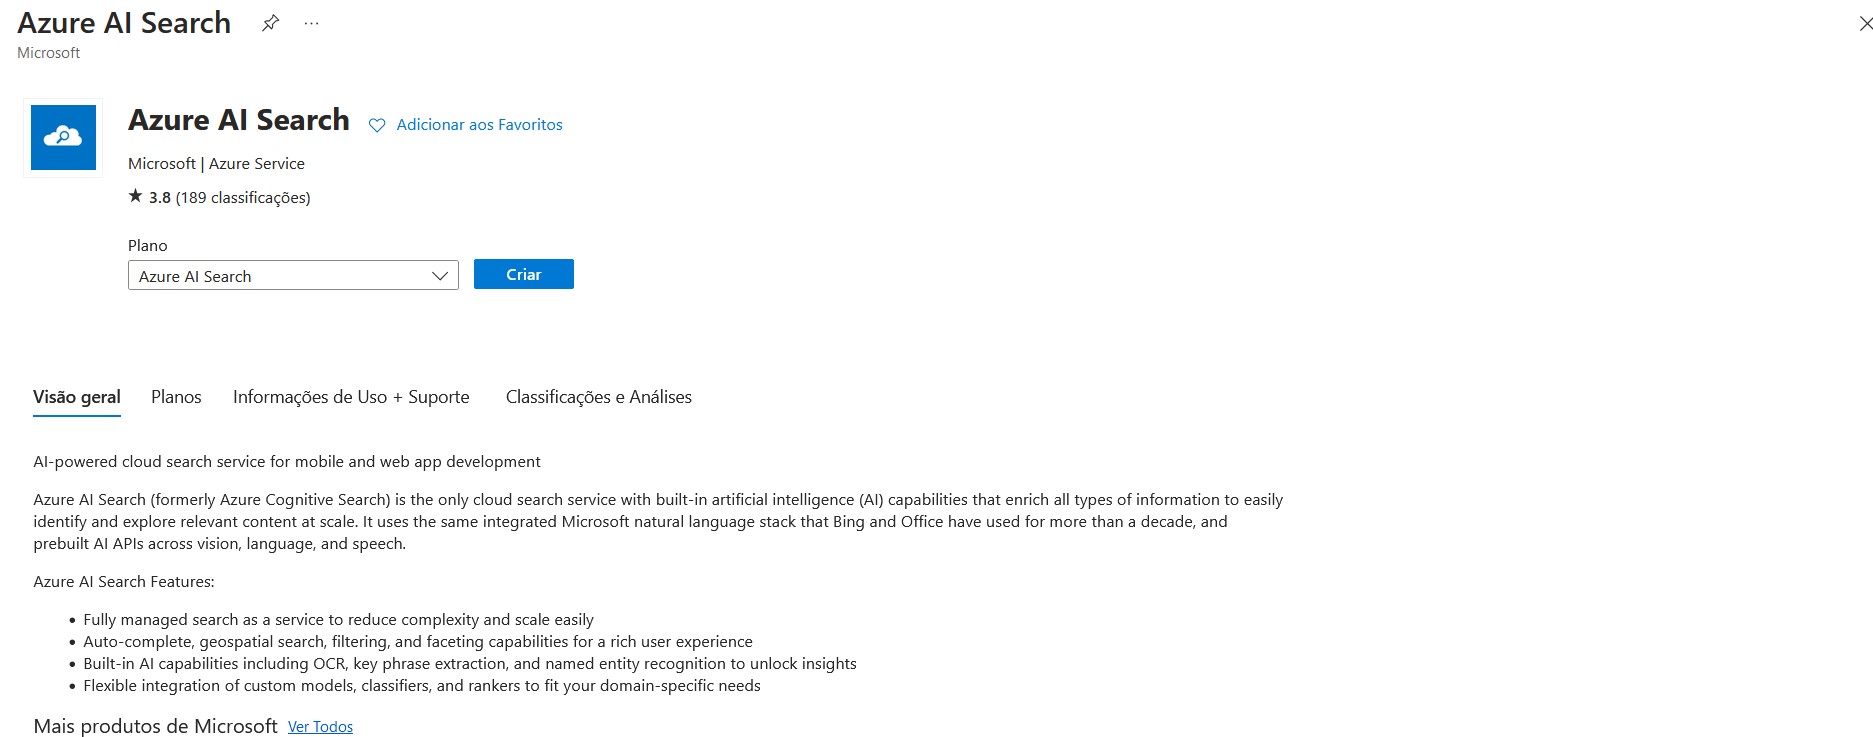 Azure AI Search
Microsoft
Azure AI Search
Adicionar aos Favoritos
Microsoft | Azure Service
★ 3.8 (189 classificações)
Plano
Azure AI Search
Criar
Visão geral
Planos
Informações de Uso + Suporte
Classificações e Análises
AI-powered cloud search service for mobile and web app development
Azure AI Search (formerly Azure Cognitive Search) is the only cloud search service with built-in artificial intelligence (AI) capabilities that enrich all types of information to easily
identify and explore relevant content at scale. It uses the same integrated Microsoft natural language stack that Bing and Office have used for more than a decade, and
prebuilt AI APIs across vision, language, and speech.
Azure AI Search Features:
• Fully managed search as a service to reduce complexity and scale easily
• Auto-complete, geospatial search, filtering, and faceting capabilities for a rich user experience
• Built-in AI capabilities including OCR, key phrase extraction, and named entity recognition to unlock insights
• Flexible integration of custom models, classifiers, and rankers to fit your domain-specific needs
Mais produtos de Microsoft Ver Todos